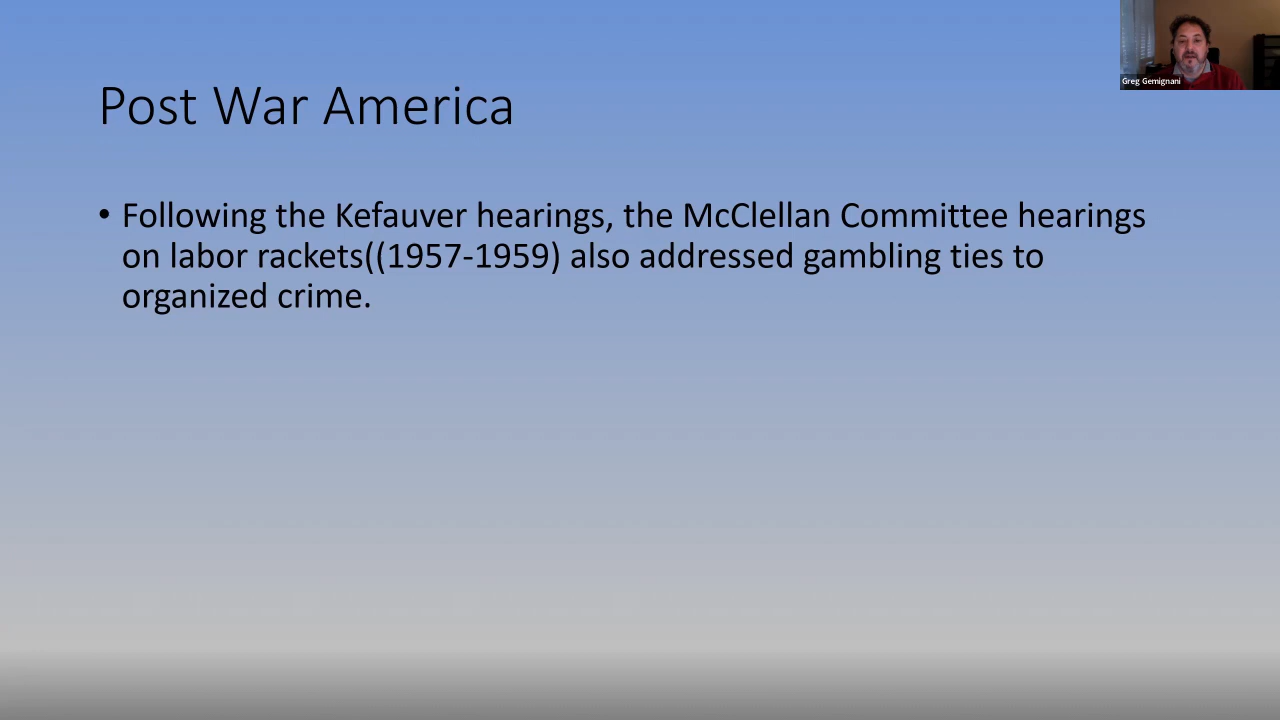 Greg Gemignani
Post War America
• Following the Kefauver hearings, the McClellan Committee hearings
on labor rackets((1957-1959) also addressed gambling ties to
organized crime.